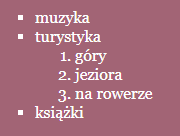 ▪ muzyka
▪ turystyka
1. góry
2. jeziora
3. na rowerze
▪ książki